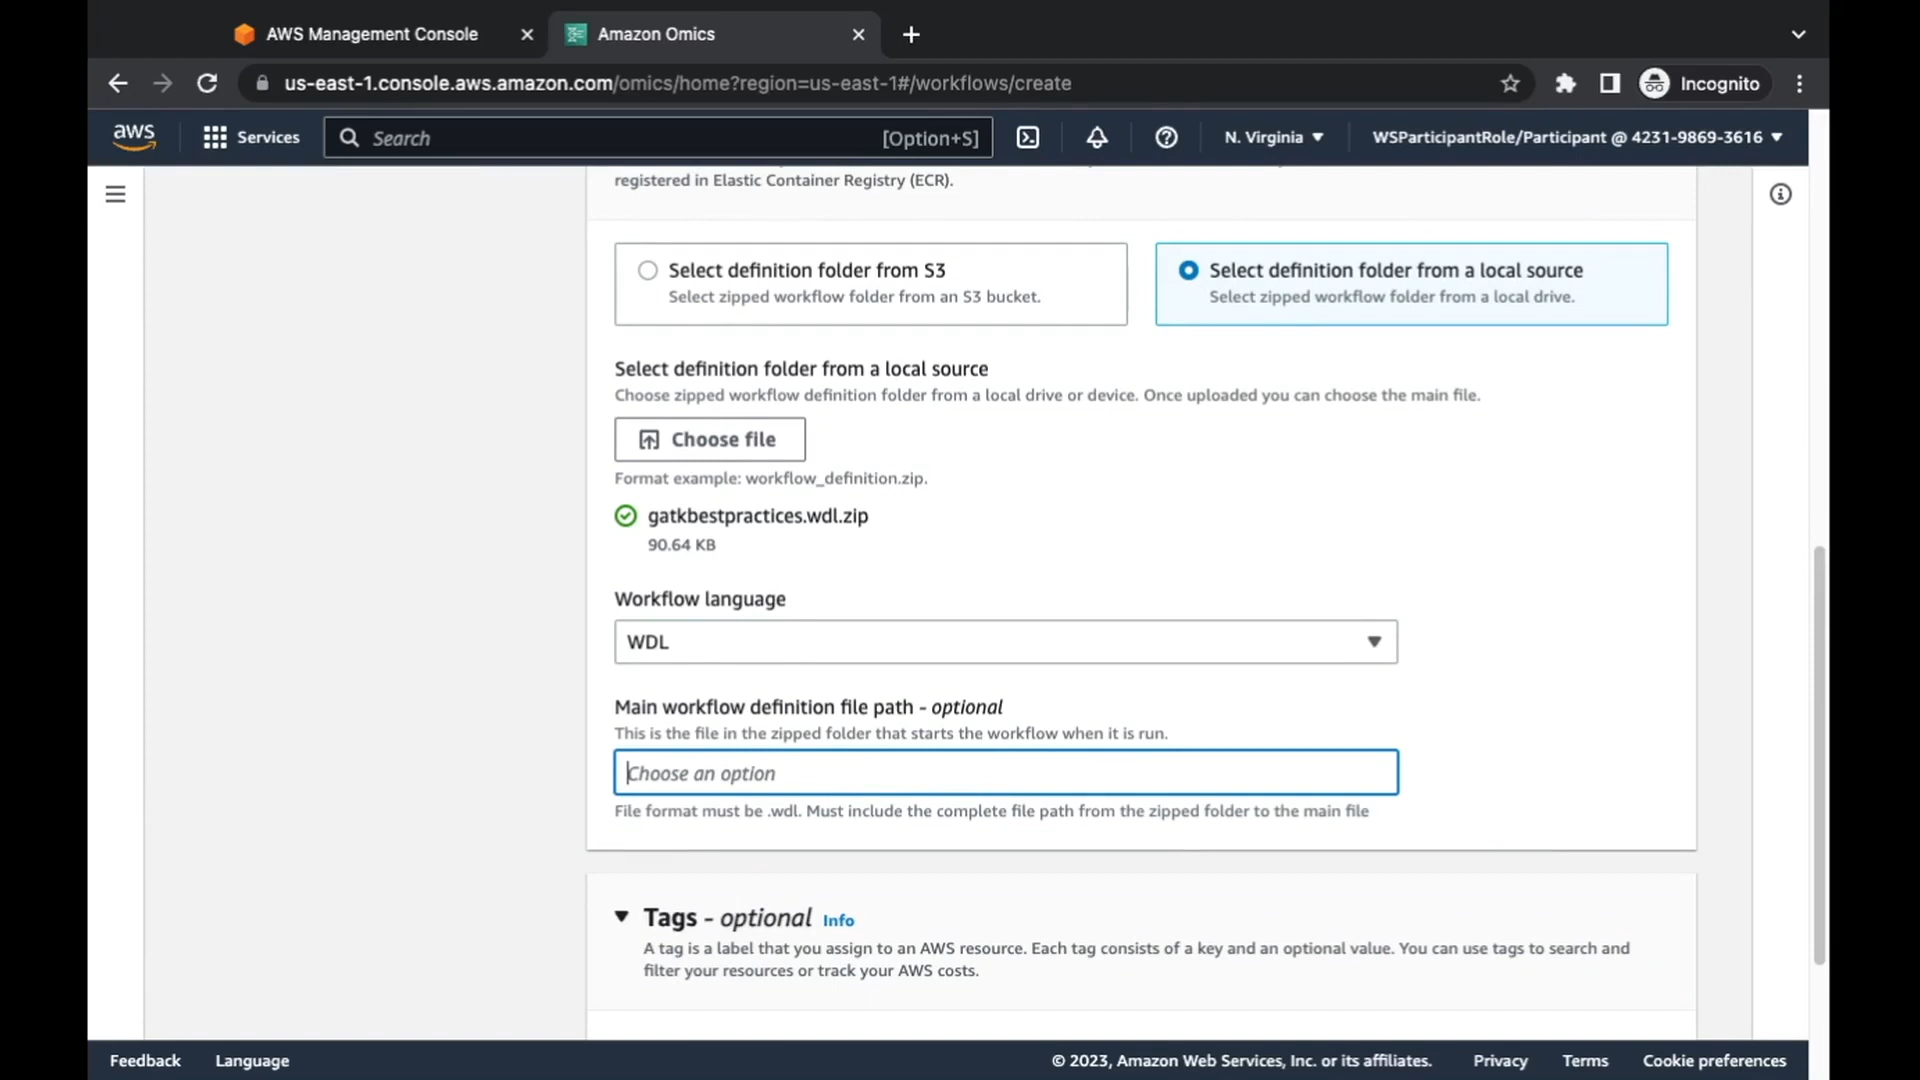 AWS Management Console
Amazon Omics
us-east-1.console.aws.amazon.com/omics/home?region=us-east-1#/workflows/create
Incognito
aws
Services
Search
[Option+S]
N. Virginia
WSParticipantRole/Participant @ 4231-9869-3616
registered in Elastic Container Registry (ECR).
Select definition folder from S3
Select zipped workflow folder from an S3 bucket.
Select definition folder from a local source
Select zipped workflow folder from a local drive.
Select definition folder from a local source
Choose zipped workflow definition folder from a local drive or device. Once uploaded you can choose the main file.
Choose file
Format example: workflow_definition.zip.
gatkbestpractices.wdl.zip
90.64 KB
Workflow language
WDL
Main workflow definition file path - optional
This is the file in the zipped folder that starts the workflow when it is run.
Choose an option
File format must be .wdl. Must include the complete file path from the zipped folder to the main file
Tags - optional Info
A tag is a label that you assign to an AWS resource. Each tag consists of a key and an optional value. You can use tags to search and
filter your resources or track your AWS costs.
Feedback
Language
© 2023, Amazon Web Services, Inc. or its affiliates.
Privacy
Terms
Cookie preferences